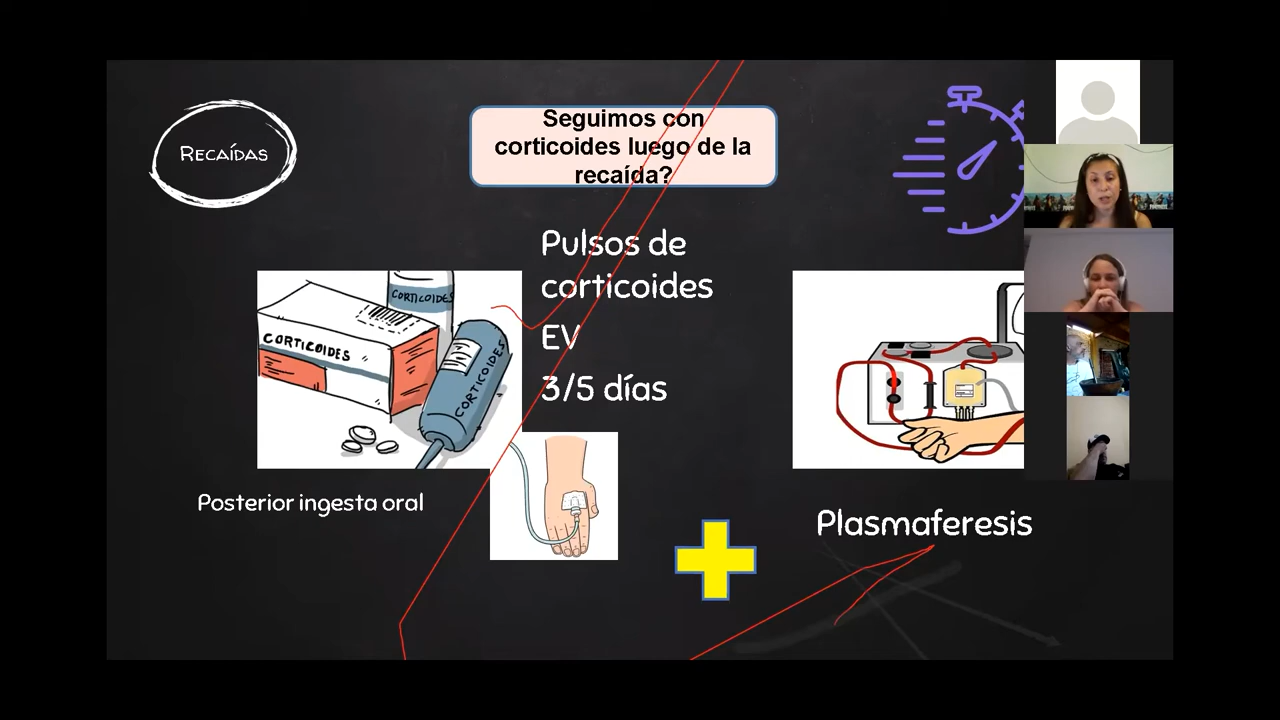 RECAÍDAS
Seguimos con
corticoides luego de la
recaída?
Pulsos de
corticoides
EV
3/5 días
CORTICOIDES
CORTICOIDES
CORTICOIDES
Posterior ingesta oral
Plasmaferesis